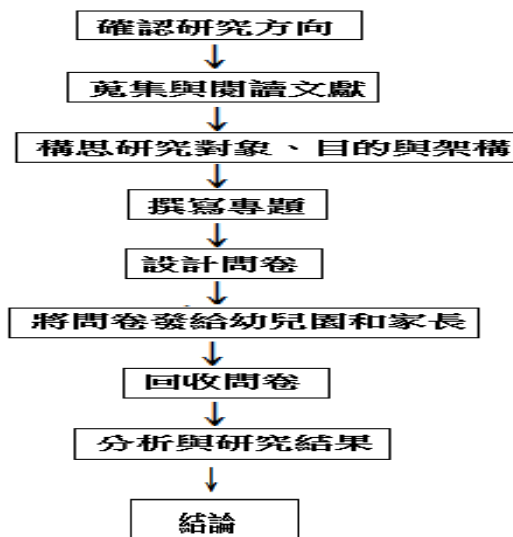 確認研究方向
蒐集與閱讀文獻
構思研究對象、目的與架構
撰寫專題
設計問卷
將問卷發給幼兒園和家長
回收問卷
分析與研究結果
結論